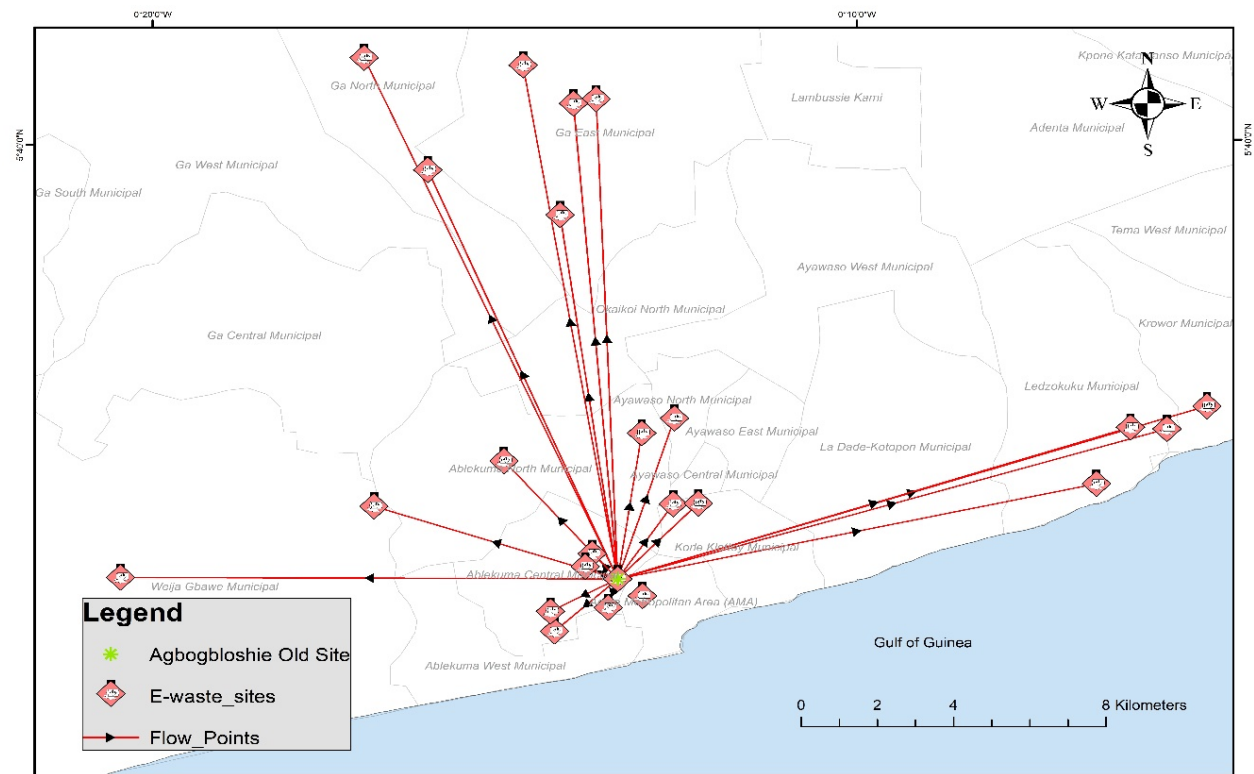 0°20'0"W
0°10'0"W
Kpone Katamanso Municipal
N
Ga North Municipal
Lambussie Karni
W
E
Ga East Municipal
Adenta Municipal
S
5°40'0"N
5°40'0"N
Ga West Municipal
Ga South Municipal
Tema West Municipal
Ayawaso West Municipal
Okaikoi North Municipal
Krowor Municipal
Ga Central Municipal
Ledzokuku Municipal
Ayawaso North Municipal
Ayawaso East Municipal
La Dade-Kotopon Municipal
Ablekuma North Municipal
Ayawaso Central Municipal
Korle Klottey Municipal
Ablekuma Central
Weija Gbawe Municipal
Metropolitan Area (AMA)
Legend
Gulf of Guinea
Agbogbloshie Old Site
Ablekuma West Municipal
E-waste_sites
0 2 4 8 Kilometers
Flow_Points